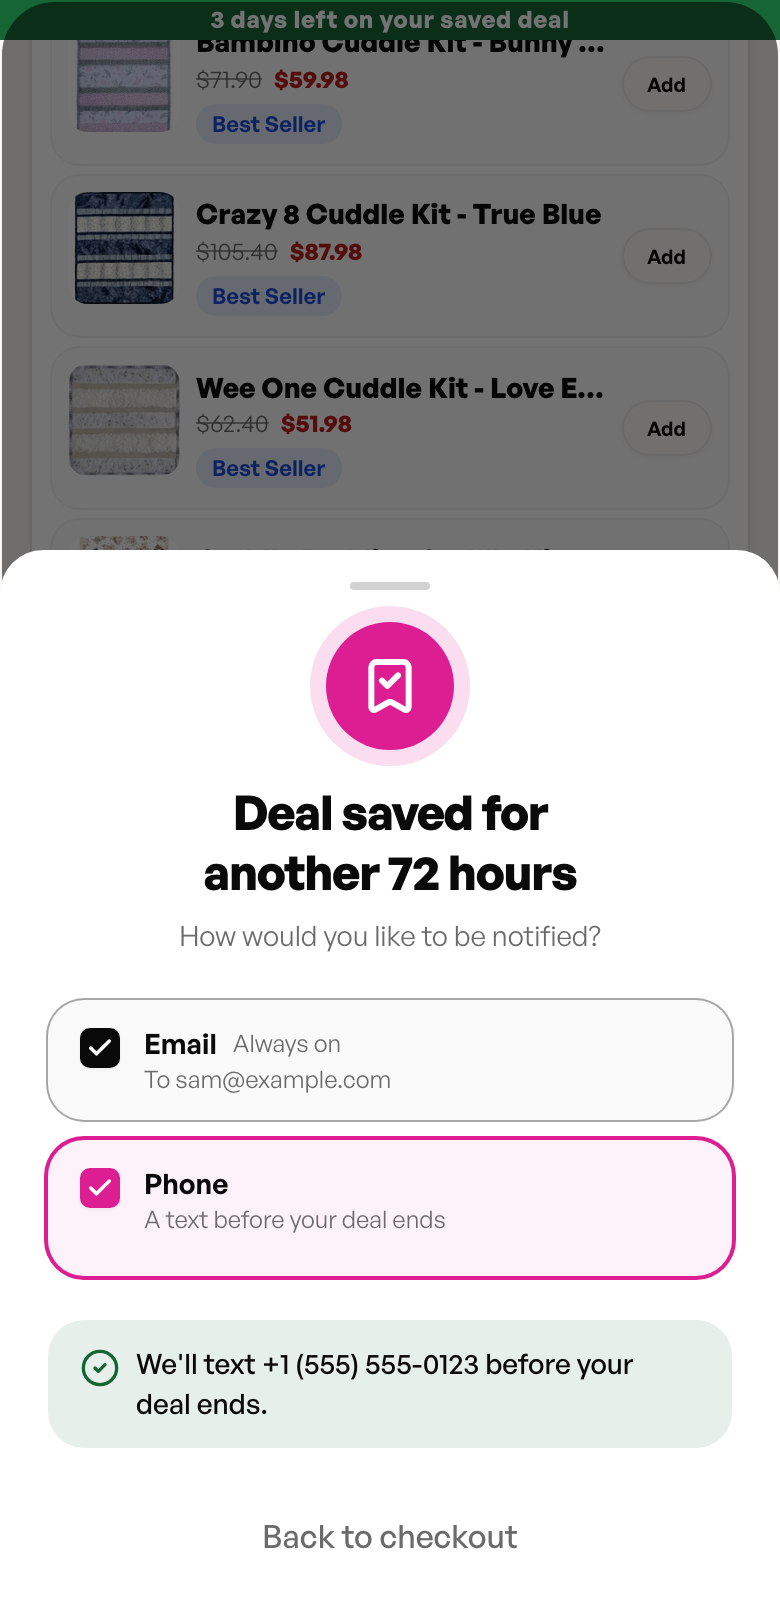 3 days left on your saved deal
Bambino Cuddle Kit - Bunny ...
$71.90 $59.98
Add
Best Seller
Crazy 8 Cuddle Kit - True Blue
$105.40 $87.98
Add
Best Seller
Wee One Cuddle Kit - Love E...
$62.40 $51.98
Add
Best Seller
Deal saved for
another 72 hours
How would you like to be notified?
Email Always on
To sam@example.com
Phone
A text before your deal ends
We'll text +1 (555) 555-0123 before your
deal ends.
Back to checkout